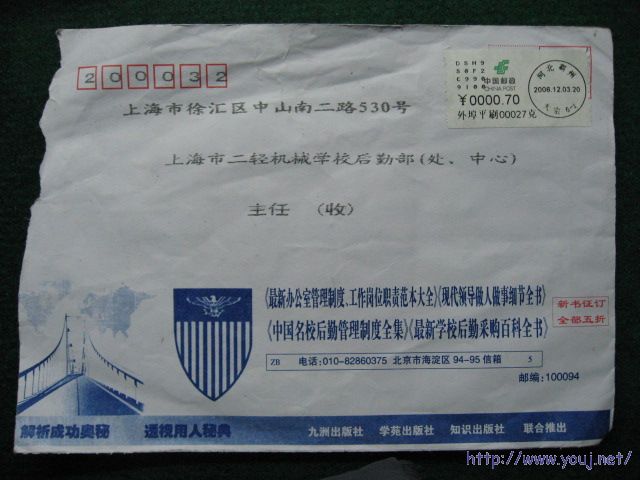 200032
上海市徐汇区中山南二路530号
上海市二轻机械学校后勤部(处、中心)
主任 (收)
DSH9
50F2
C990
9100
中国邮政
CHINA POST
¥0000.70
外埠平刷00027克
河北
2008.12.03.20
《最新办公室管理制度、工作岗位职责范本大全》《现代领导做人做事细节全书》
《中国名校后勤管理制度全集》《最新学校后勤采购百科全书》
新书征订
全部五折
ZB 电话:010-82860375 北京市海淀区 94-95 信箱 5
邮编:100094
解析成功奥秘 透视用人秘典
九洲出版社 学苑出版社 知识出版社 联合推出
http://www.youj.net/